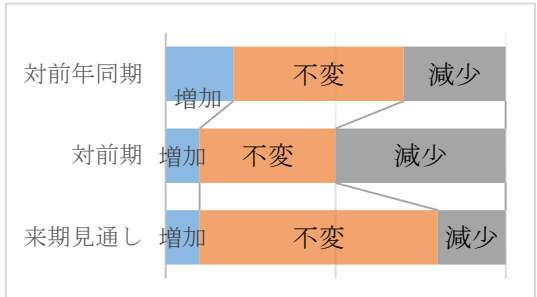 対前年同期 増加 不変 減少
対前期 増加 不変 減少
来期見通し 増加 不変 減少